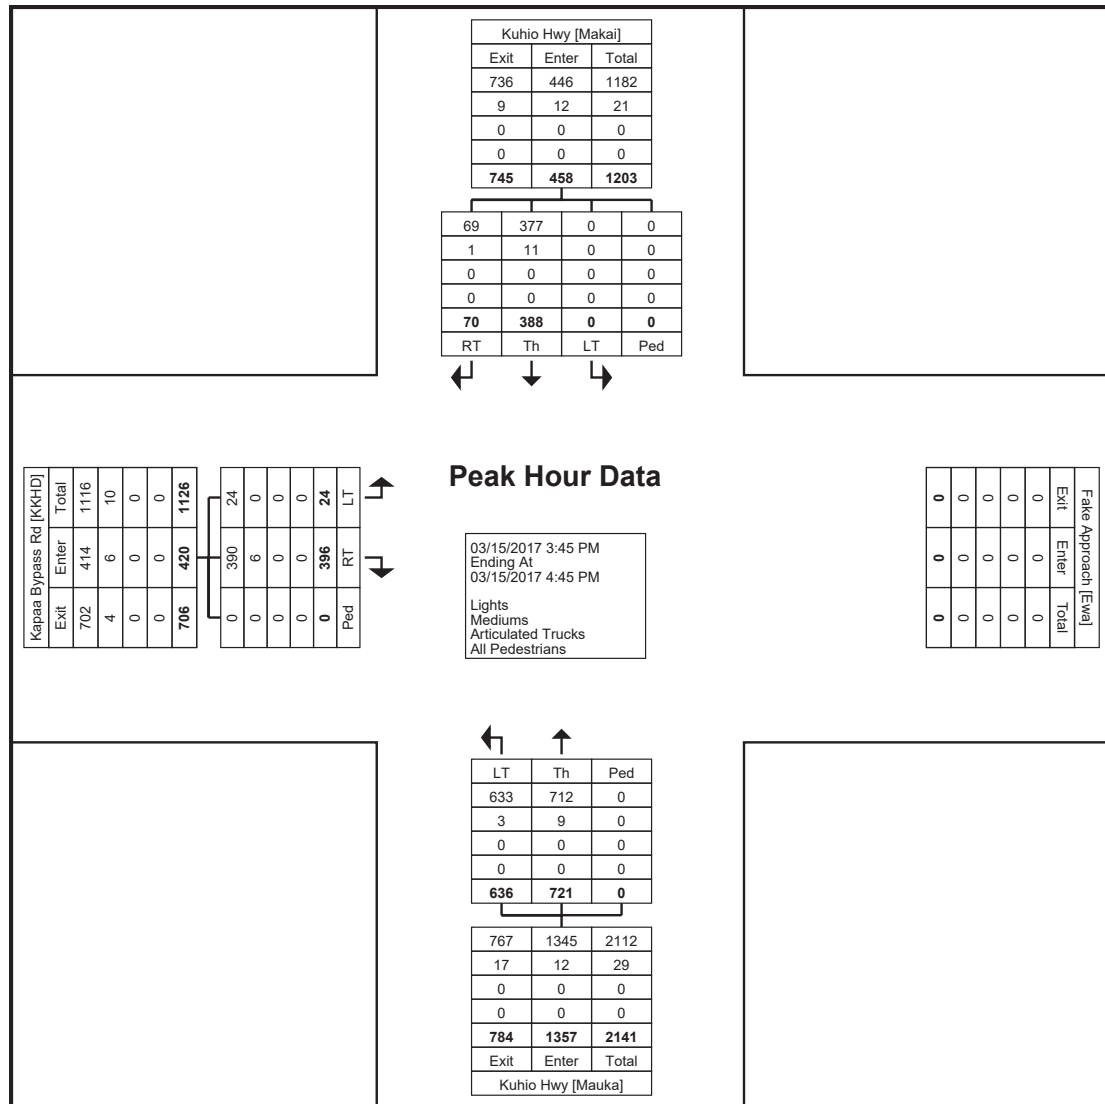 Kuhio Hwy [Makai]
Exit Enter Total
736 446 1182
9 12 21
0 0 0
0 0 0
745 458 1203
69 377 0 0
1 11 0 0
0 0 0 0
0 0 0 0
70 388 0 0
RT Th LT Ped
Kapaa Bypass Rd [KKHD]
Exit Enter Total
702 414 1116
4 6 10
0 0 0
0 0 0
706 420 1126
0 390 24
0 6 0
0 0 0
0 0 0
0 396 24
Ped RT LT
Peak Hour Data
03/15/2017 3:45 PM
Ending At
03/15/2017 4:45 PM
Lights
Mediums
Articulated Trucks
All Pedestrians
Fake Approach [Ewa]
Exit Enter Total
0 0 0
0 0 0
0 0 0
0 0 0
0 0 0
LT Th Ped
633 712 0
3 9 0
0 0 0
0 0 0
636 721 0
767 1345 2112
17 12 29
0 0 0
0 0 0
784 1357 2141
Exit Enter Total
Kuhio Hwy [Mauka]